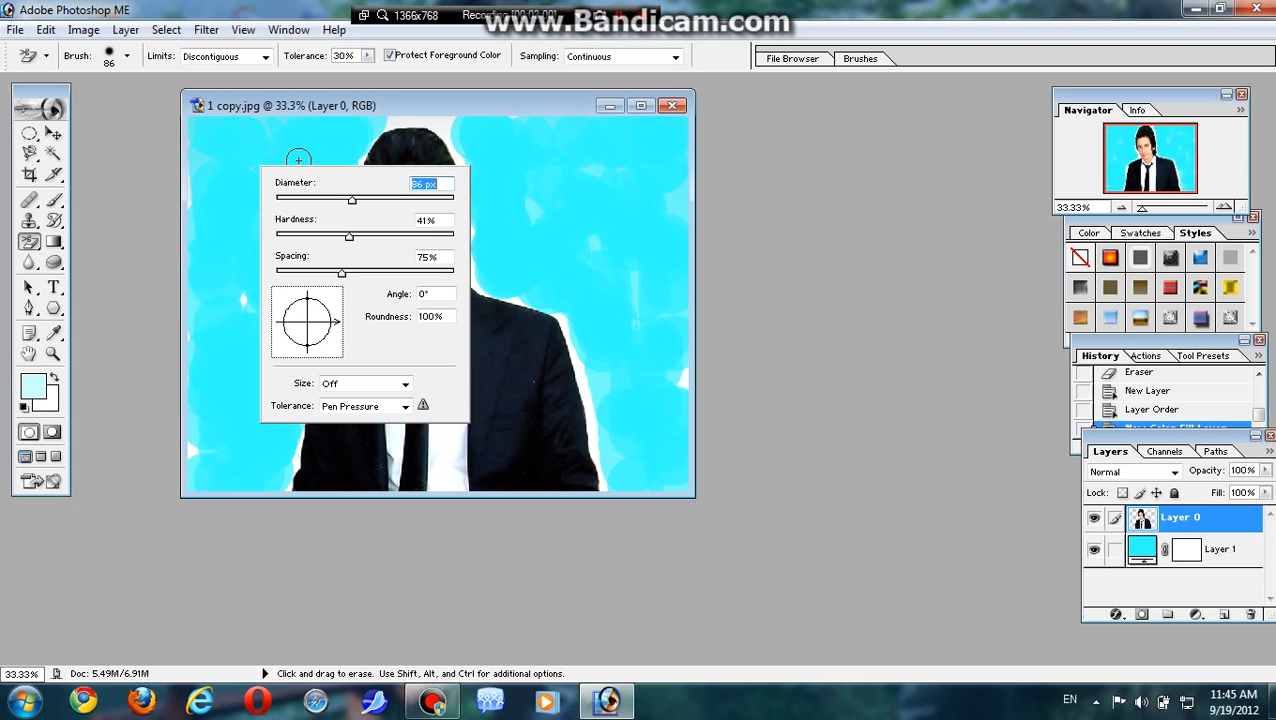 Adobe Photoshop ME
1366x768
www.Bandicam.com
File Edit Image Layer Select Filter View Window Help
Brush: 86 Limits: Discontiguous Tolerance: 30% Protect Foreground Color Sampling: Continuous File Browser Brushes
1 copy.jpg @ 33.3% (Layer 0, RGB)
Diameter: 86 px
Hardness: 41%
Spacing: 75%
Angle: 0°
Roundness: 100%
Size: Off
Tolerance: Pen Pressure
Navigator Info
33.33%
Color Swatches Styles
History Actions Tool Presets
Eraser
New Layer
Layer Order
Layers Channels Paths
Normal Opacity: 100%
Lock: Fill: 100%
Layer 0
Layer 1
33.33% Doc: 5.49M/6.91M Click and drag to erase. Use Shift, Alt, and Ctrl for additional options.
EN
11:45 AM
9/19/2012